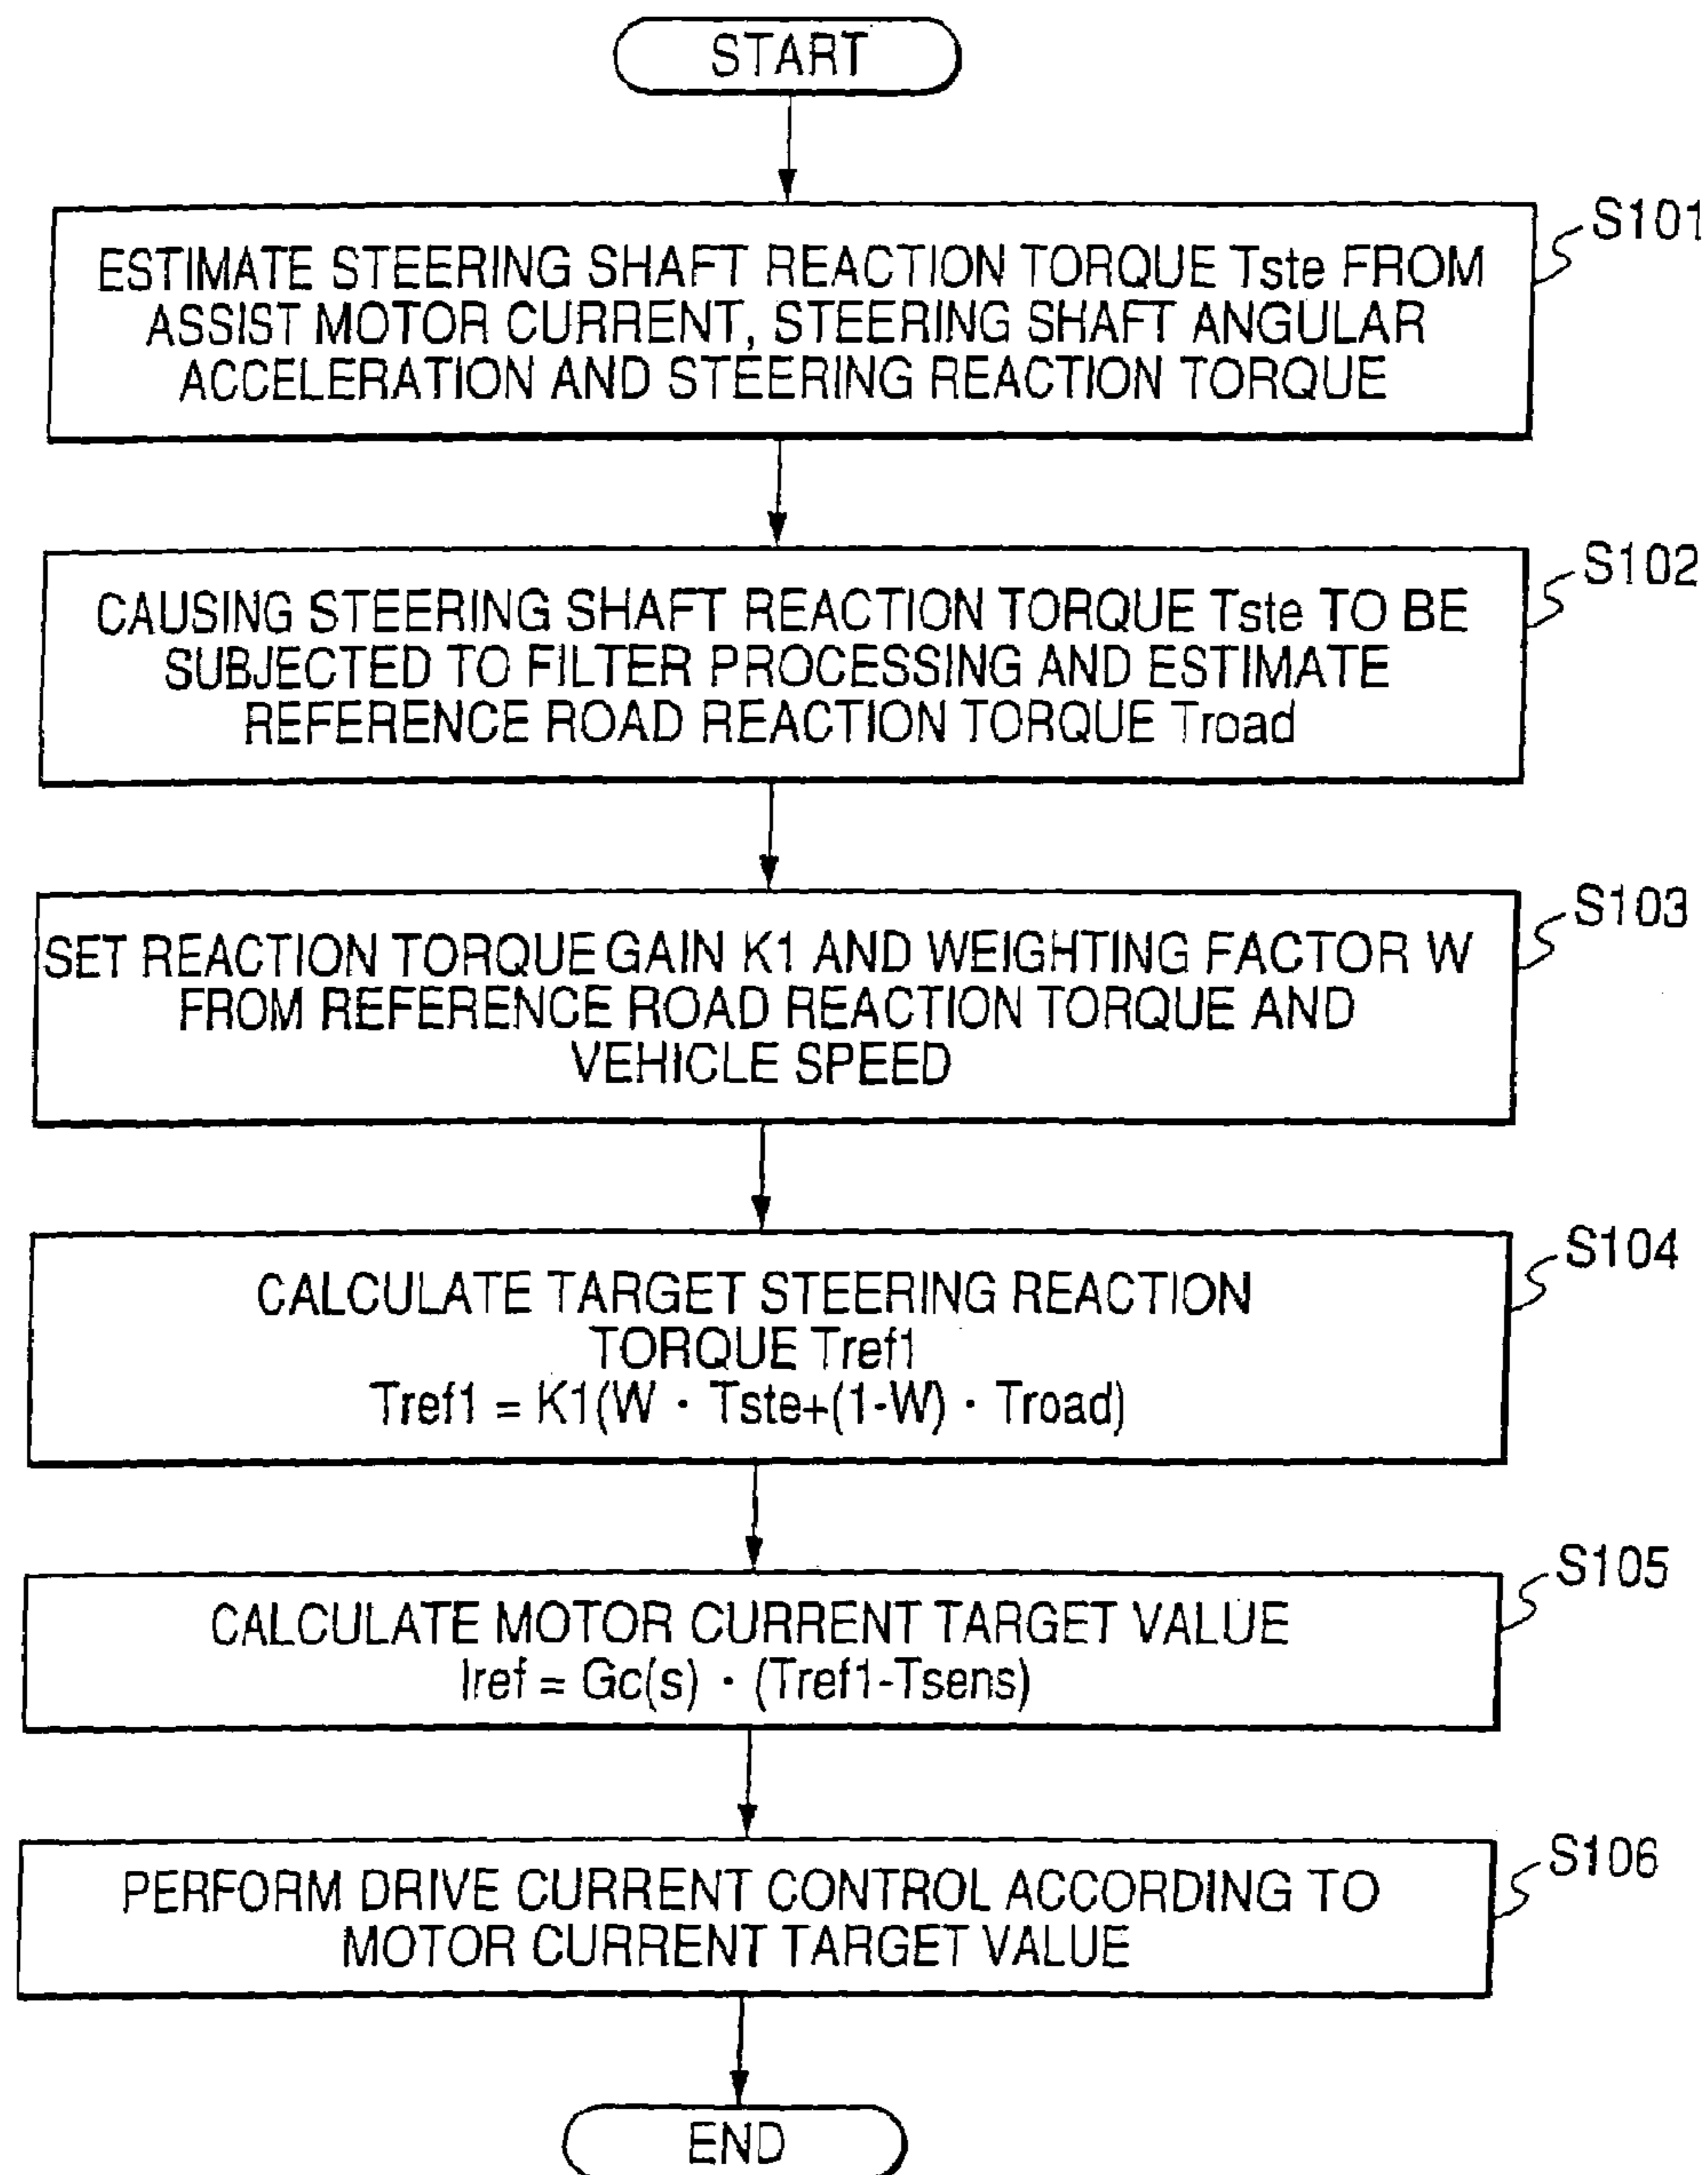 START
S101
ESTIMATE STEERING SHAFT REACTION TORQUE Tste FROM
ASSIST MOTOR CURRENT, STEERING SHAFT ANGULAR
ACCELERATION AND STEERING REACTION TORQUE
S102
CAUSING STEERING SHAFT REACTION TORQUE Tste TO BE
SUBJECTED TO FILTER PROCESSING AND ESTIMATE
REFERENCE ROAD REACTION TORQUE Troad
S103
SET REACTION TORQUE GAIN K1 AND WEIGHTING FACTOR W
FROM REFERENCE ROAD REACTION TORQUE AND
VEHICLE SPEED
S104
CALCULATE TARGET STEERING REACTION
TORQUE Tref1
Tref1 = K1(W · Tste+(1-W) · Troad)
S105
CALCULATE MOTOR CURRENT TARGET VALUE
Iref = Gc(s) · (Tref1-Tsens)
S106
PERFORM DRIVE CURRENT CONTROL ACCORDING TO
MOTOR CURRENT TARGET VALUE
END